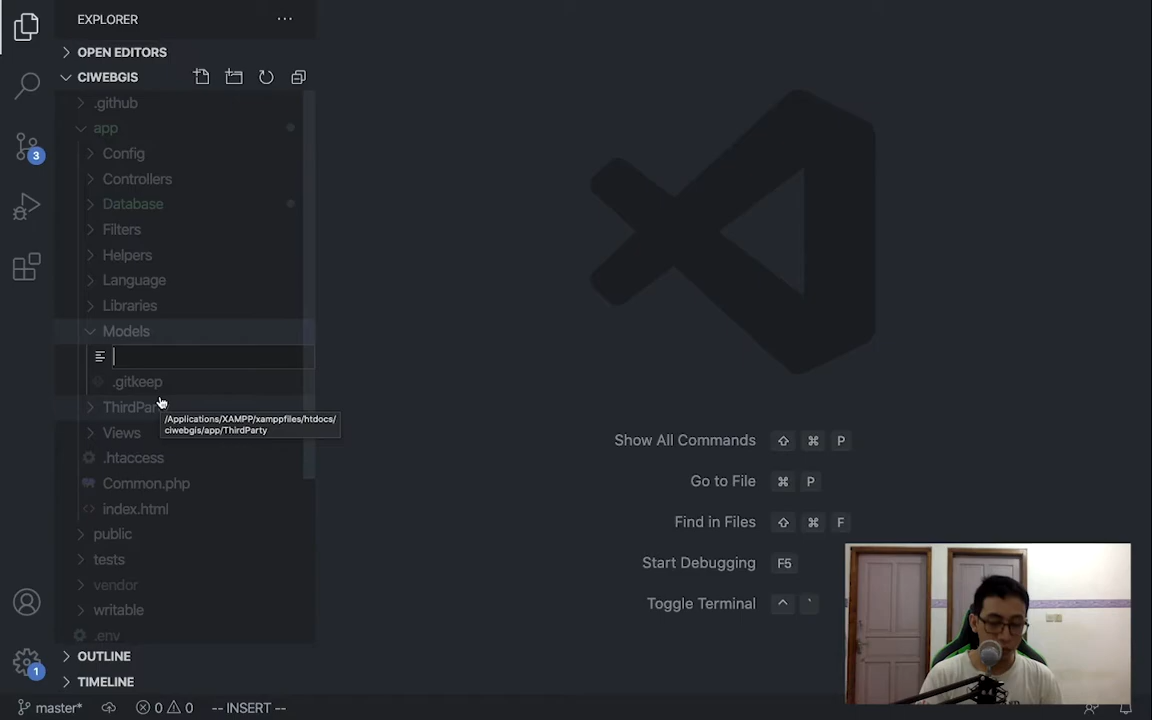 EXPLORER
OPEN EDITORS
CIWEBGIS
.github
app
Config
Controllers
Database
Filters
Helpers
Language
Libraries
Models
.gitkeep
ThirdPar
/Applications/XAMPP/xamppfiles/htdocs/
ciwebgis/app/ThirdParty
Views
.htaccess
Common.php
index.html
public
tests
vendor
writable
.env
OUTLINE
TIMELINE
3
1
Show All Commands ⇧ ⌘ P
Go to File ⌘ P
Find in Files ⇧ ⌘ F
Start Debugging F5
Toggle Terminal ^ `
master* 0 0 -- INSERT --